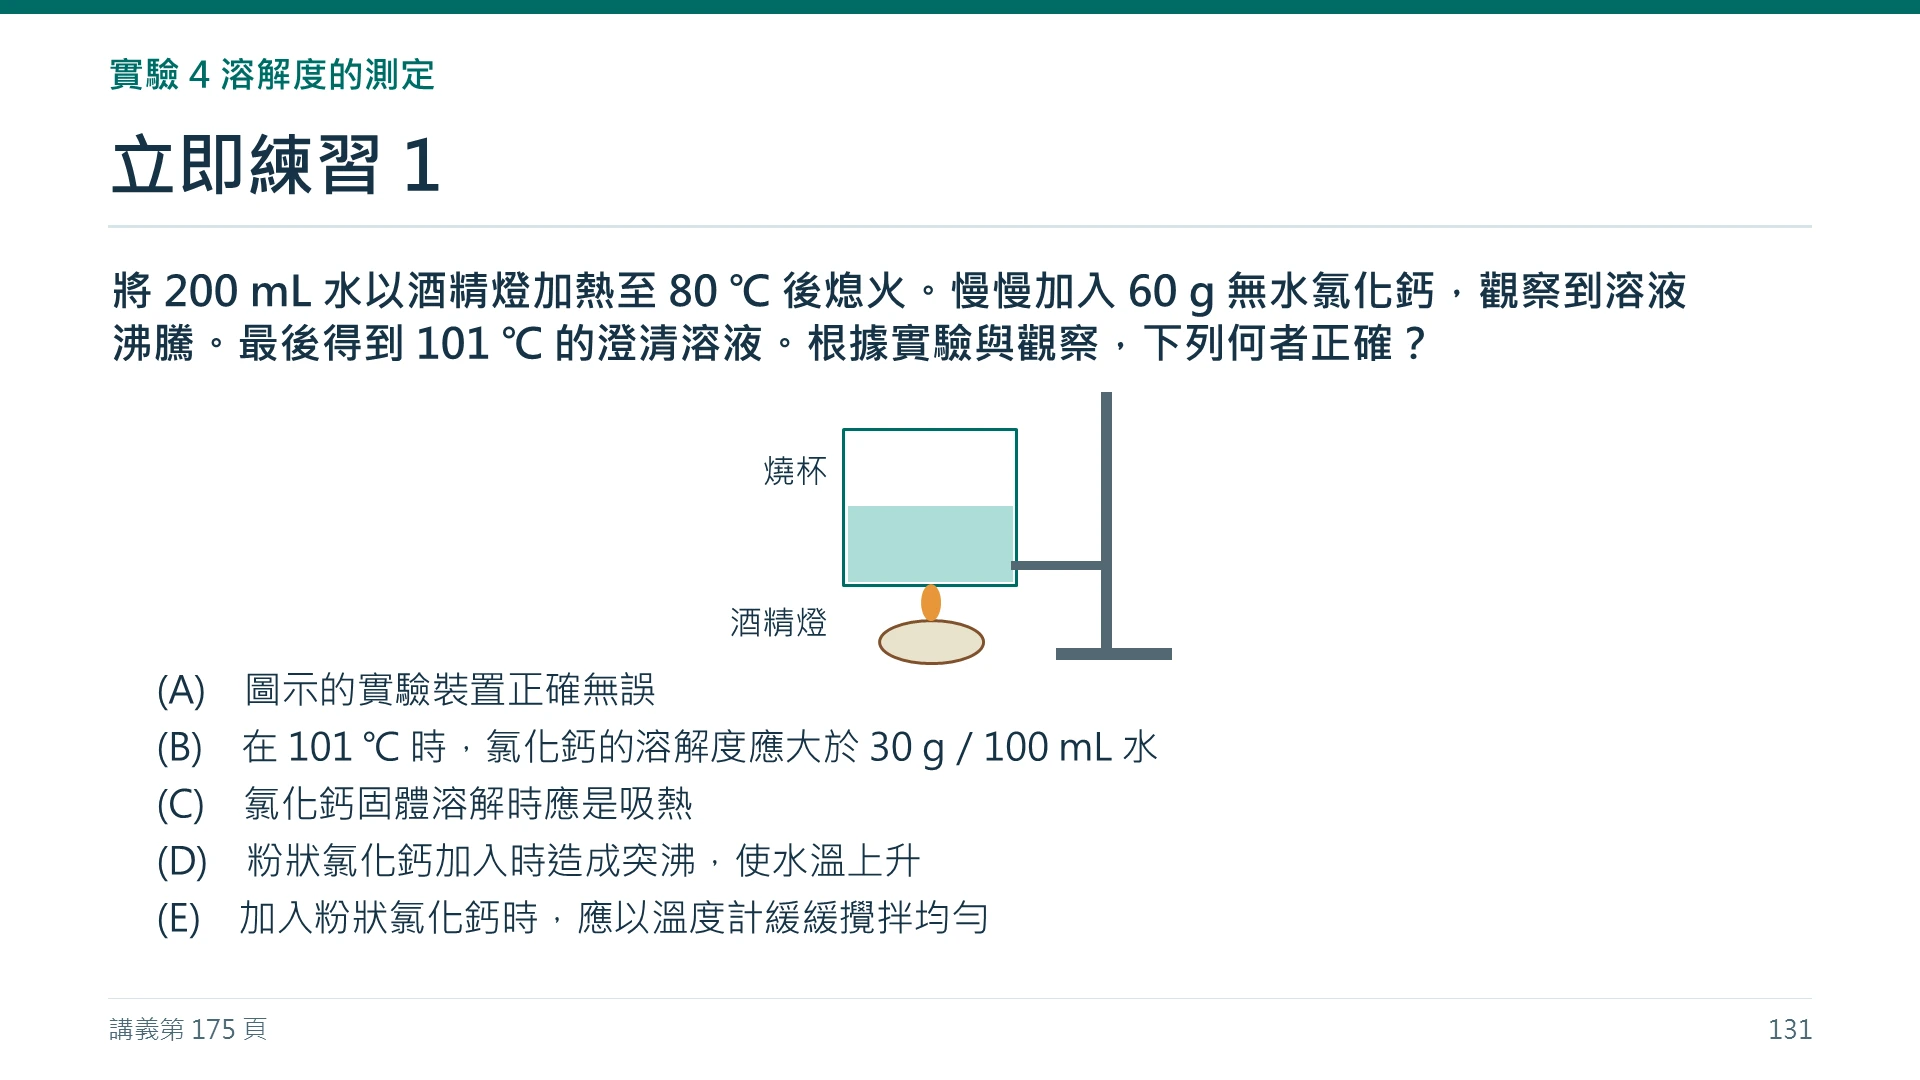 實驗 4 溶解度的測定
立即練習 1
將 200 mL 水以酒精燈加熱至 80 ℃ 後熄火。慢慢加入 60 g 無水氯化鈣，觀察到溶液
沸騰。最後得到 101 ℃ 的澄清溶液。根據實驗與觀察，下列何者正確？
燒杯
酒精燈
(A) 圖示的實驗裝置正確無誤
(B) 在 101 ℃ 時，氯化鈣的溶解度應大於 30 g / 100 mL 水
(C) 氯化鈣固體溶解時應是吸熱
(D) 粉狀氯化鈣加入時造成突沸，使水溫上升
(E) 加入粉狀氯化鈣時，應以溫度計緩緩攪拌均勻
講義第 175 頁
131